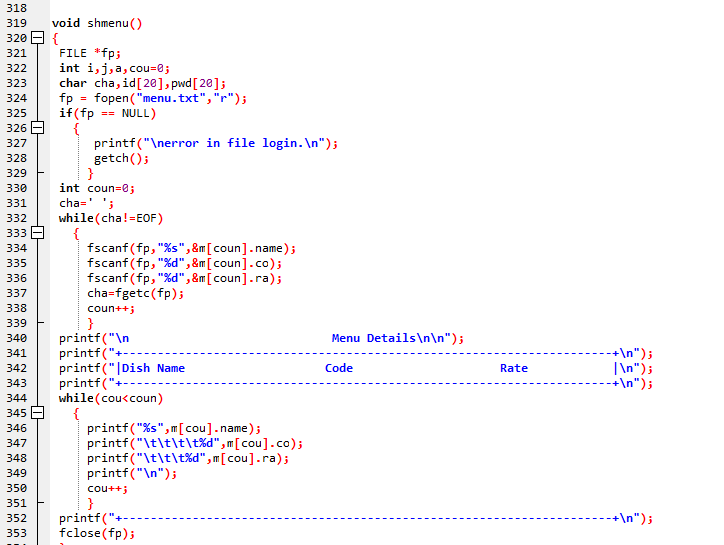 318
319 void shmenu()
320 {
321 FILE *fp;
322 int i,j,a,cou=0;
323 char cha,id[20],pwd[20];
324 fp = fopen("menu.txt","r");
325 if(fp == NULL)
326 {
327 printf("\nerror in file login.\n");
328 getch();
329 }
330 int coun=0;
331 cha=' ';
332 while(cha!=EOF)
333 {
334 fscanf(fp,"%s",&m[coun].name);
335 fscanf(fp,"%d",&m[coun].co);
336 fscanf(fp,"%d",&m[coun].ra);
337 cha=fgetc(fp);
338 coun++;
339 }
340 printf("\n                             Menu Details\n\n");
341 printf("+----------------------------------------------------------------------+\n");
342 printf("|Dish Name                    Code                     Rate            |\n");
343 printf("+----------------------------------------------------------------------+\n");
344 while(cou<coun)
345 {
346 printf("%s",m[cou].name);
347 printf("\t\t\t\t%d",m[cou].co);
348 printf("\t\t\t%d",m[cou].ra);
349 printf("\n");
350 cou++;
351 }
352 printf("+----------------------------------------------------------------------+\n");
353 fclose(fp);